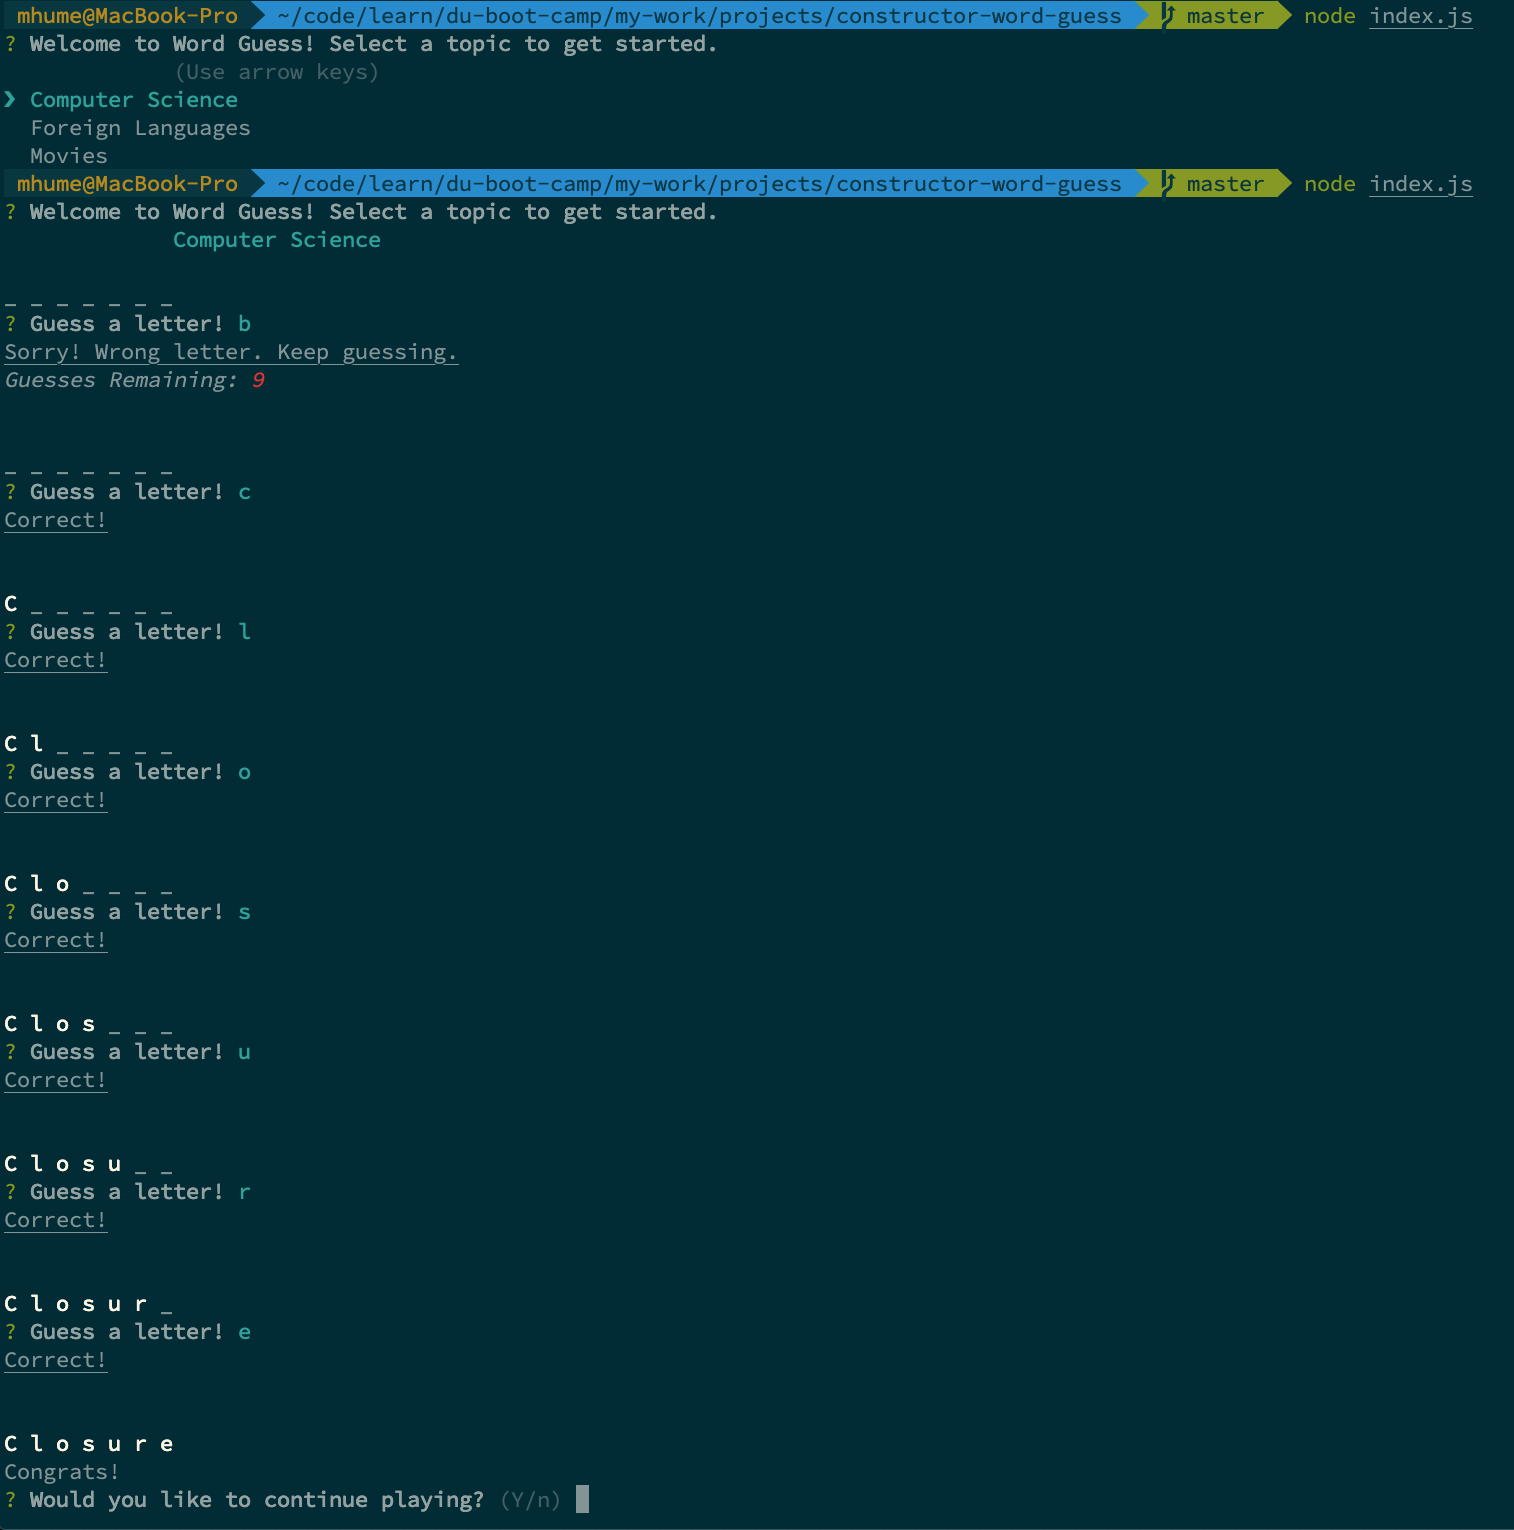 mhume@MacBook-Pro ~/code/learn/du-boot-camp/my-work/projects/constructor-word-guess master node index.js
? Welcome to Word Guess! Select a topic to get started.
(Use arrow keys)
❯ Computer Science
Foreign Languages
Movies
mhume@MacBook-Pro ~/code/learn/du-boot-camp/my-work/projects/constructor-word-guess master node index.js
? Welcome to Word Guess! Select a topic to get started.
Computer Science
_ _ _ _ _ _ _
? Guess a letter! b
Sorry! Wrong letter. Keep guessing.
Guesses Remaining: 9
_ _ _ _ _ _ _
? Guess a letter! c
Correct!
C _ _ _ _ _ _
? Guess a letter! l
Correct!
C l _ _ _ _ _
? Guess a letter! o
Correct!
C l o _ _ _ _
? Guess a letter! s
Correct!
C l o s _ _ _
? Guess a letter! u
Correct!
C l o s u _ _
? Guess a letter! r
Correct!
C l o s u r _
? Guess a letter! e
Correct!
C l o s u r e
Congrats!
? Would you like to continue playing? (Y/n)